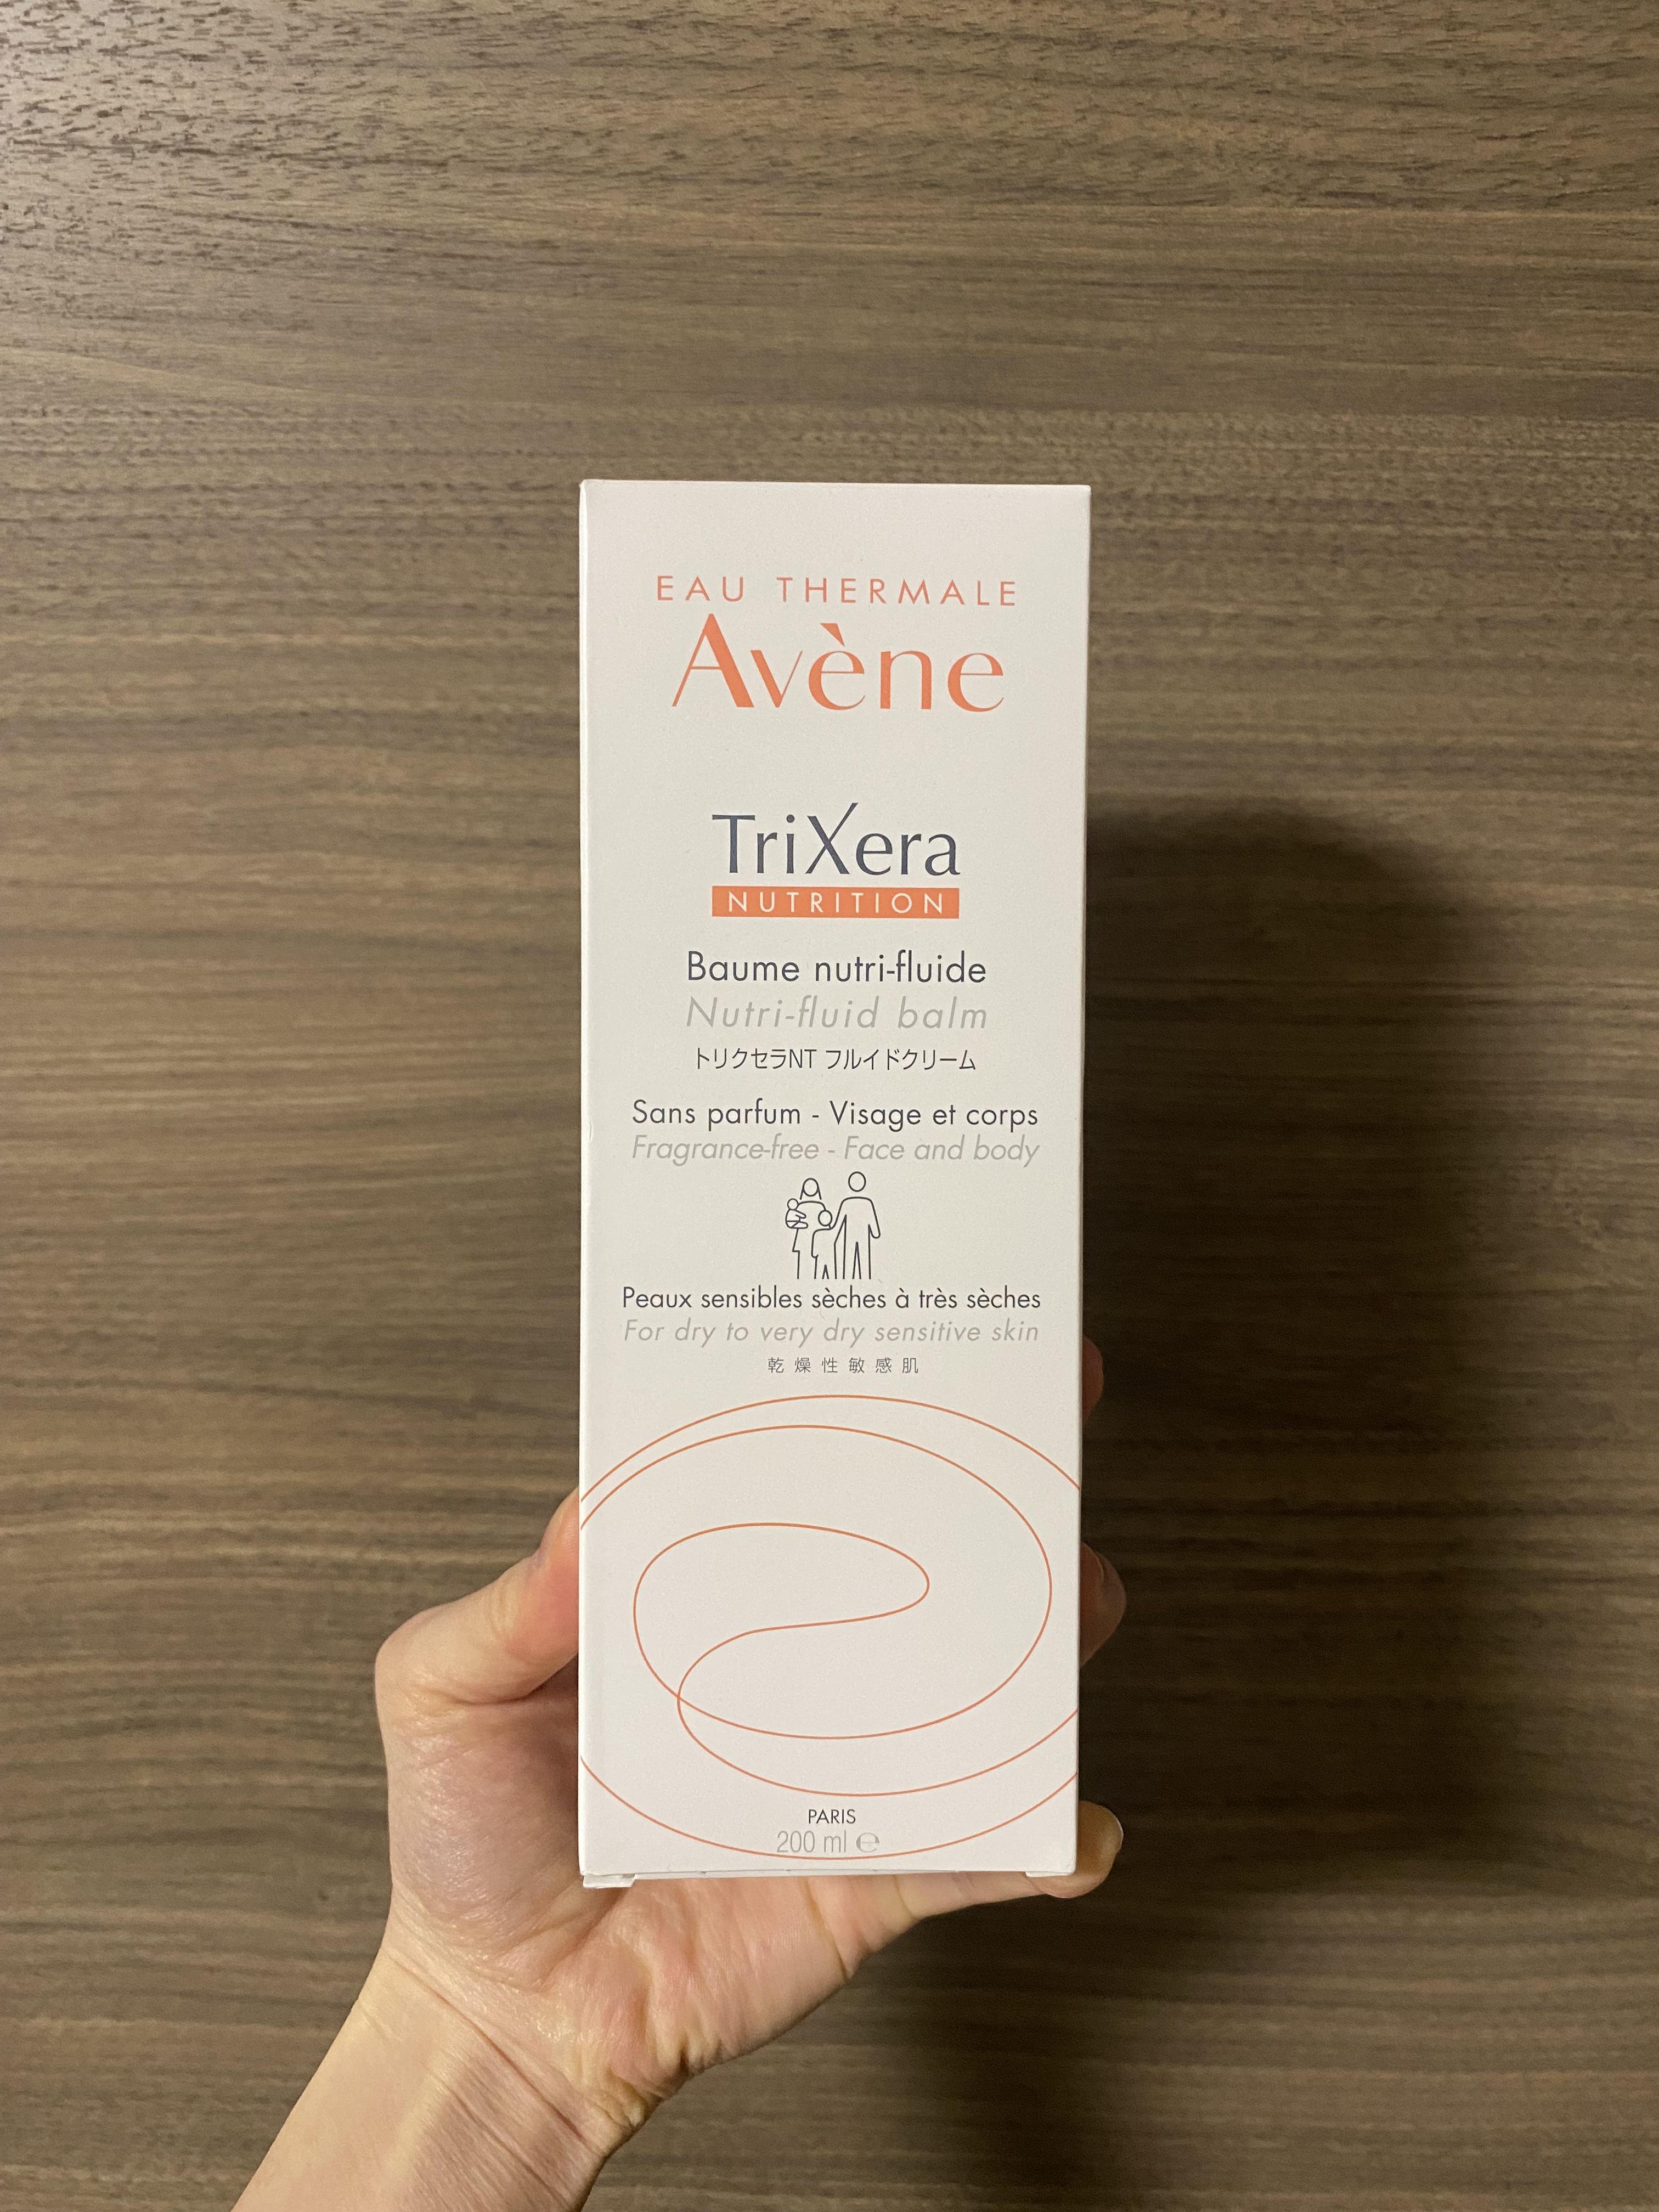 EAU THERMALE
Avène
TriXera
NUTRITION
Baume nutri-fluide
Nutri-fluid balm
トリクセラNT フルイドクリーム
Sans parfum - Visage et corps
Fragrance-free - Face and body
Peaux sensibles sèches à très sèches
For dry to very dry sensitive skin
乾燥性敏感肌
PARIS
200 ml ℮